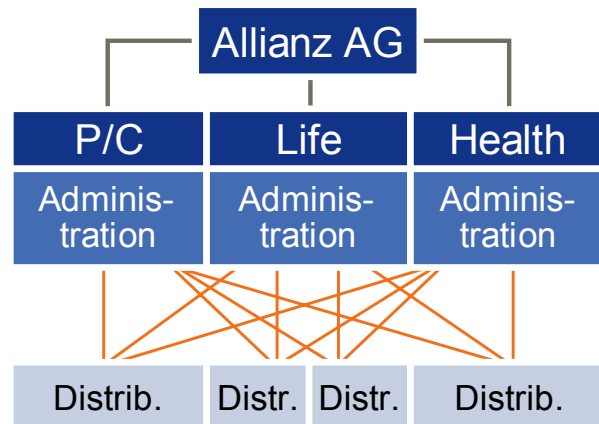 Allianz AG
P/C
Life
Health
Adminis-
tration
Adminis-
tration
Adminis-
tration
Distrib.
Distr.
Distr.
Distrib.